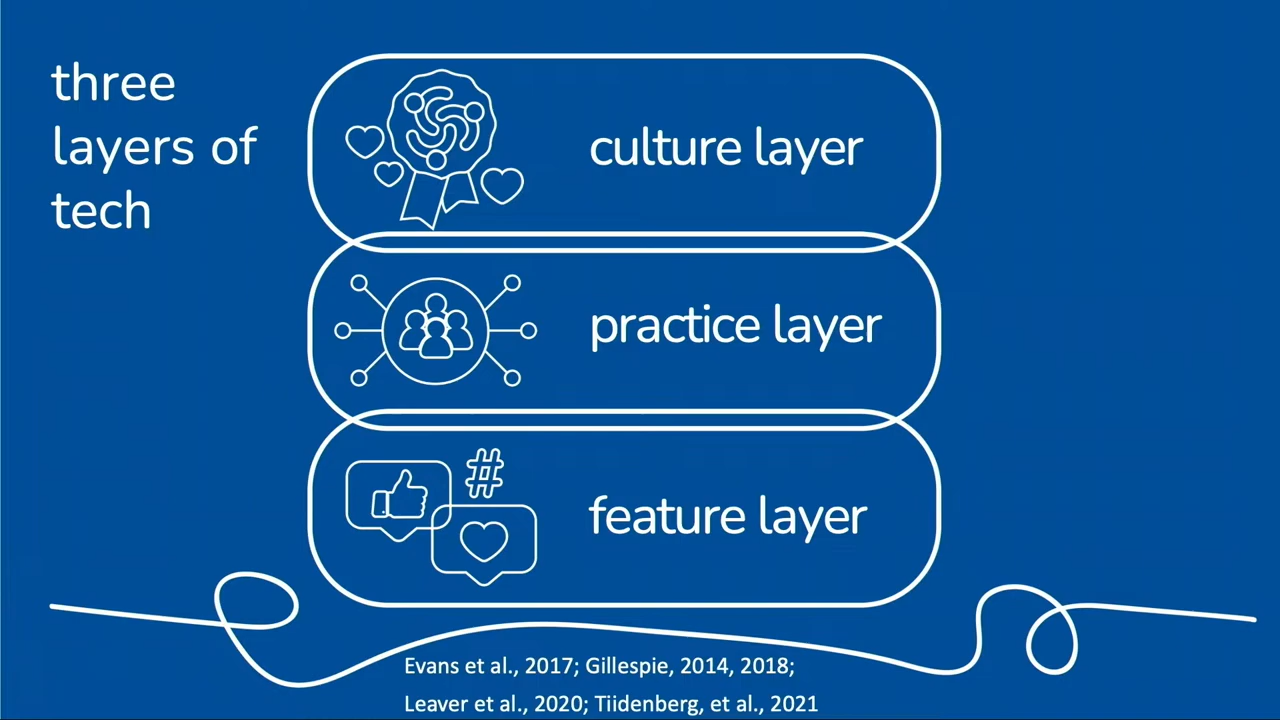 three
layers of
tech
culture layer
practice layer
#
feature layer
Evans et al., 2017; Gillespie, 2014, 2018;
Leaver et al., 2020; Tiidenberg, et al., 2021